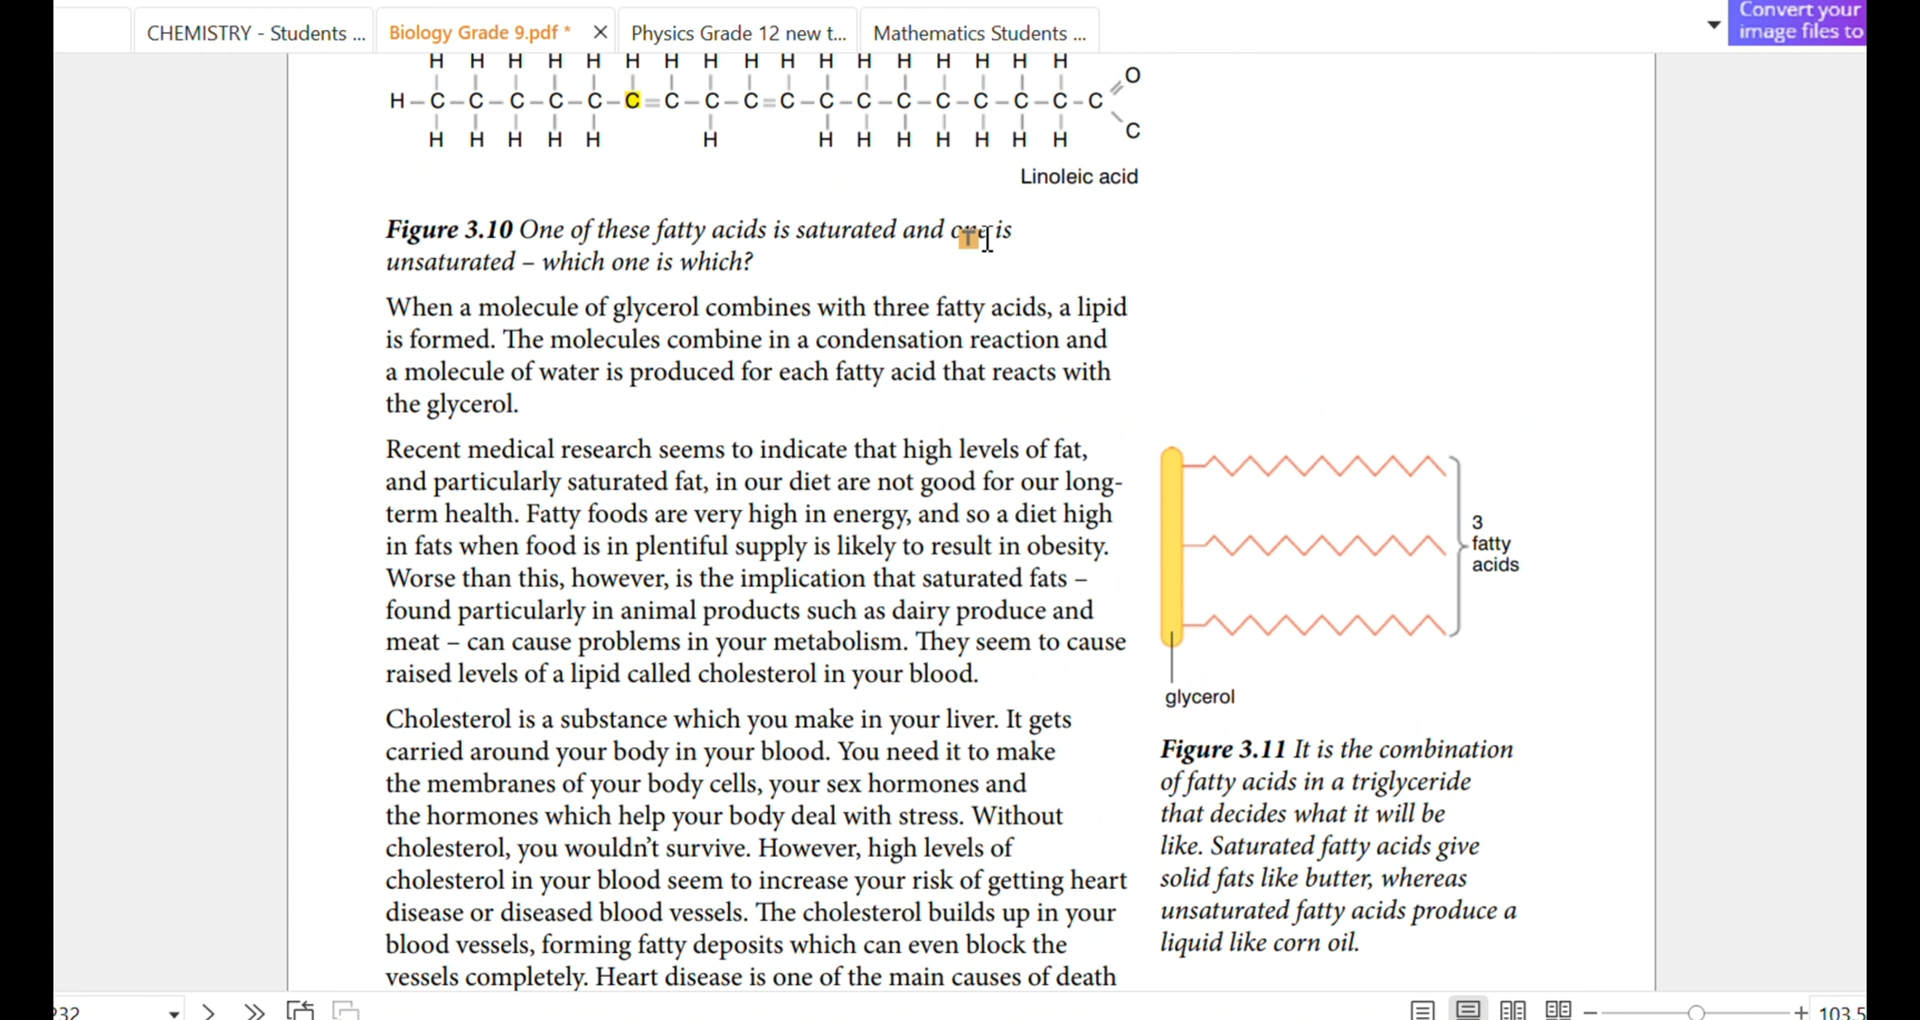 CHEMISTRY - Students ...
Biology Grade 9.pdf *
Physics Grade 12 new t...
Mathematics Students ...
Convert your
image files to
H H H H H H H H H H H H H H H H H
O
H-C-C-C-C-C-C=C-C-C=C-C-C-C-C-C-C-C-C
C
H H H H H H H H H H H H H
Linoleic acid
Figure 3.10 One of these fatty acids is saturated and one is
unsaturated – which one is which?
When a molecule of glycerol combines with three fatty acids, a lipid
is formed. The molecules combine in a condensation reaction and
a molecule of water is produced for each fatty acid that reacts with
the glycerol.
Recent medical research seems to indicate that high levels of fat,
and particularly saturated fat, in our diet are not good for our long-
term health. Fatty foods are very high in energy, and so a diet high
in fats when food is in plentiful supply is likely to result in obesity.
Worse than this, however, is the implication that saturated fats –
found particularly in animal products such as dairy produce and
meat – can cause problems in your metabolism. They seem to cause
raised levels of a lipid called cholesterol in your blood.
Cholesterol is a substance which you make in your liver. It gets
carried around your body in your blood. You need it to make
the membranes of your body cells, your sex hormones and
the hormones which help your body deal with stress. Without
cholesterol, you wouldn't survive. However, high levels of
cholesterol in your blood seem to increase your risk of getting heart
disease or diseased blood vessels. The cholesterol builds up in your
blood vessels, forming fatty deposits which can even block the
vessels completely. Heart disease is one of the main causes of death
3
fatty
acids
glycerol
Figure 3.11 It is the combination
of fatty acids in a triglyceride
that decides what it will be
like. Saturated fatty acids give
solid fats like butter, whereas
unsaturated fatty acids produce a
liquid like corn oil.
232
103.5